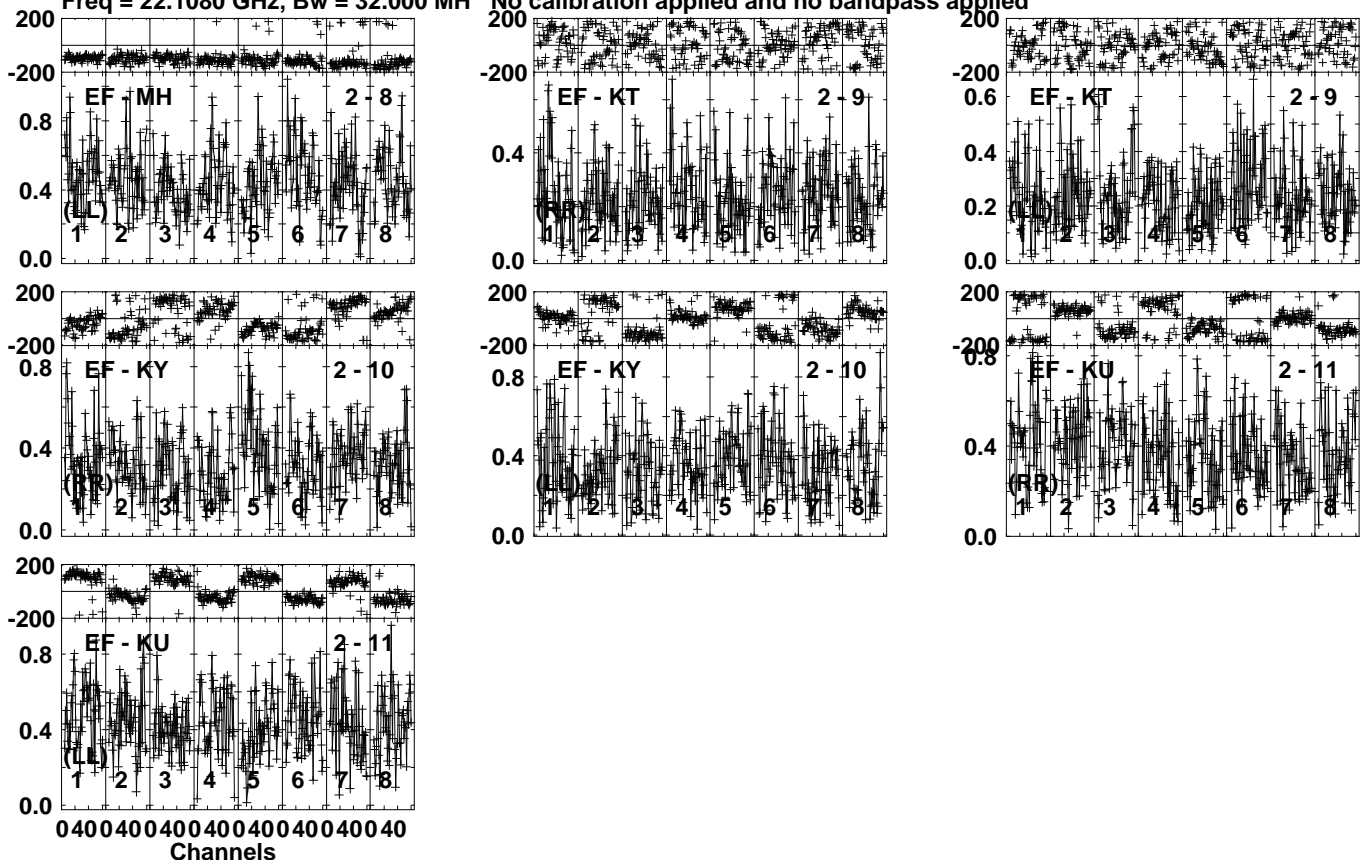 Freq = 22.1080 GHz, Bw = 32.000 MH No calibration applied and no bandpass applied
200
-200
EF - MH 2 - 8
0.8
0.4
0.0
(LL)
1 2 3 4 5 6 7 8
200
-200
EF - KT 2 - 9
0.4
0.0
(RR)
1 2 3 4 5 6 7 8
200
-200
EF - KT 2 - 9
0.6
0.4
0.2
0.0
(LL)
1 2 3 4 5 6 7 8
200
-200
EF - KY 2 - 10
0.8
0.4
0.0
(RR)
1 2 3 4 5 6 7 8
200
-200
EF - KY 2 - 10
0.8
0.4
0.0
(LL)
1 2 3 4 5 6 7 8
200
-200
EF - KU 2 - 11
0.8
0.4
0.0
(RR)
1 2 3 4 5 6 7 8
200
-200
EF - KU 2 - 11
0.8
0.4
0.0
(LL)
1 2 3 4 5 6 7 8
0 40 0 40 0 40 0 40 0 40 0 40 0 40 0 40
Channels